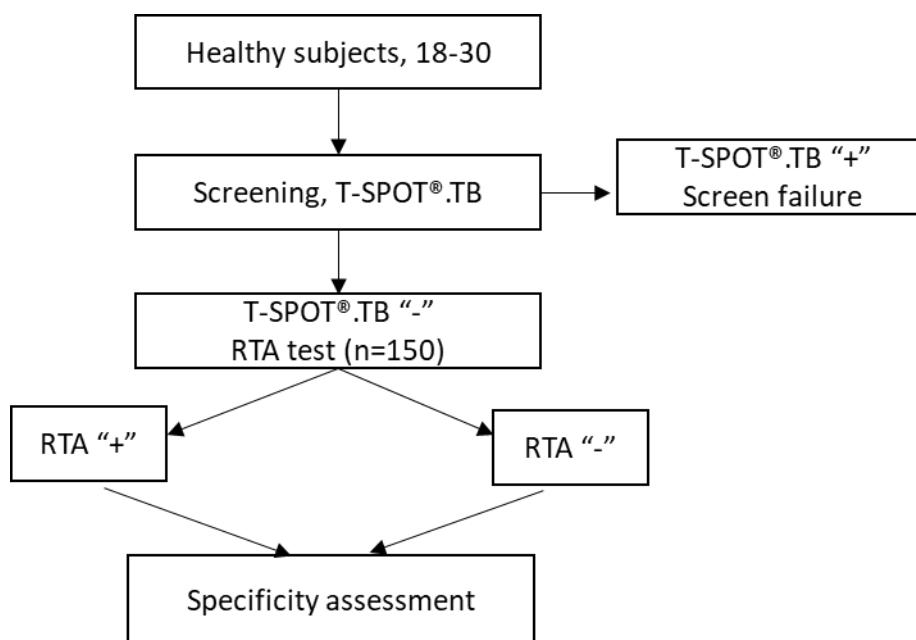 Healthy subjects, 18-30
Screening, T-SPOT®.TB
T-SPOT®.TB “+”
Screen failure
T-SPOT®.TB “-”
RTA test (n=150)
RTA “+”
RTA “-”
Specificity assessment